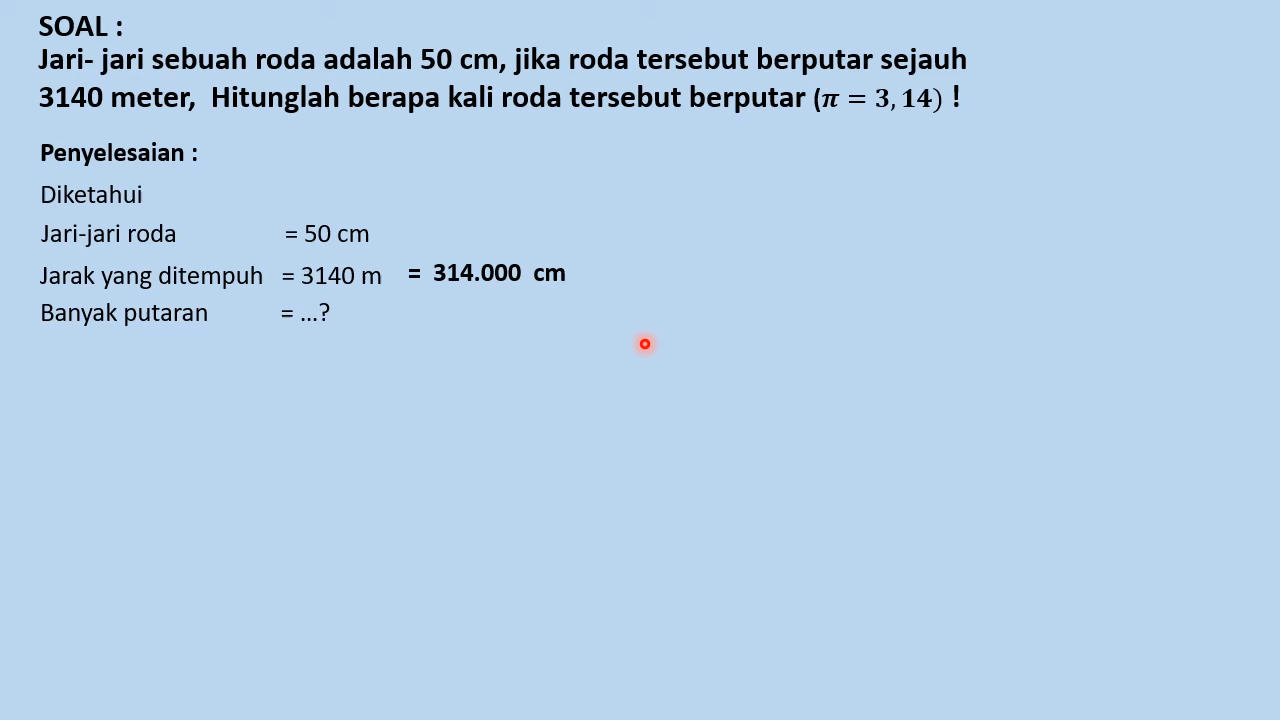 SOAL :
Jari- jari sebuah roda adalah 50 cm, jika roda tersebut berputar sejauh
3140 meter, Hitunglah berapa kali roda tersebut berputar (π = 3, 14) !
Penyelesaian :
Diketahui
Jari-jari roda = 50 cm
Jarak yang ditempuh = 3140 m = 314.000 cm
Banyak putaran = ...?